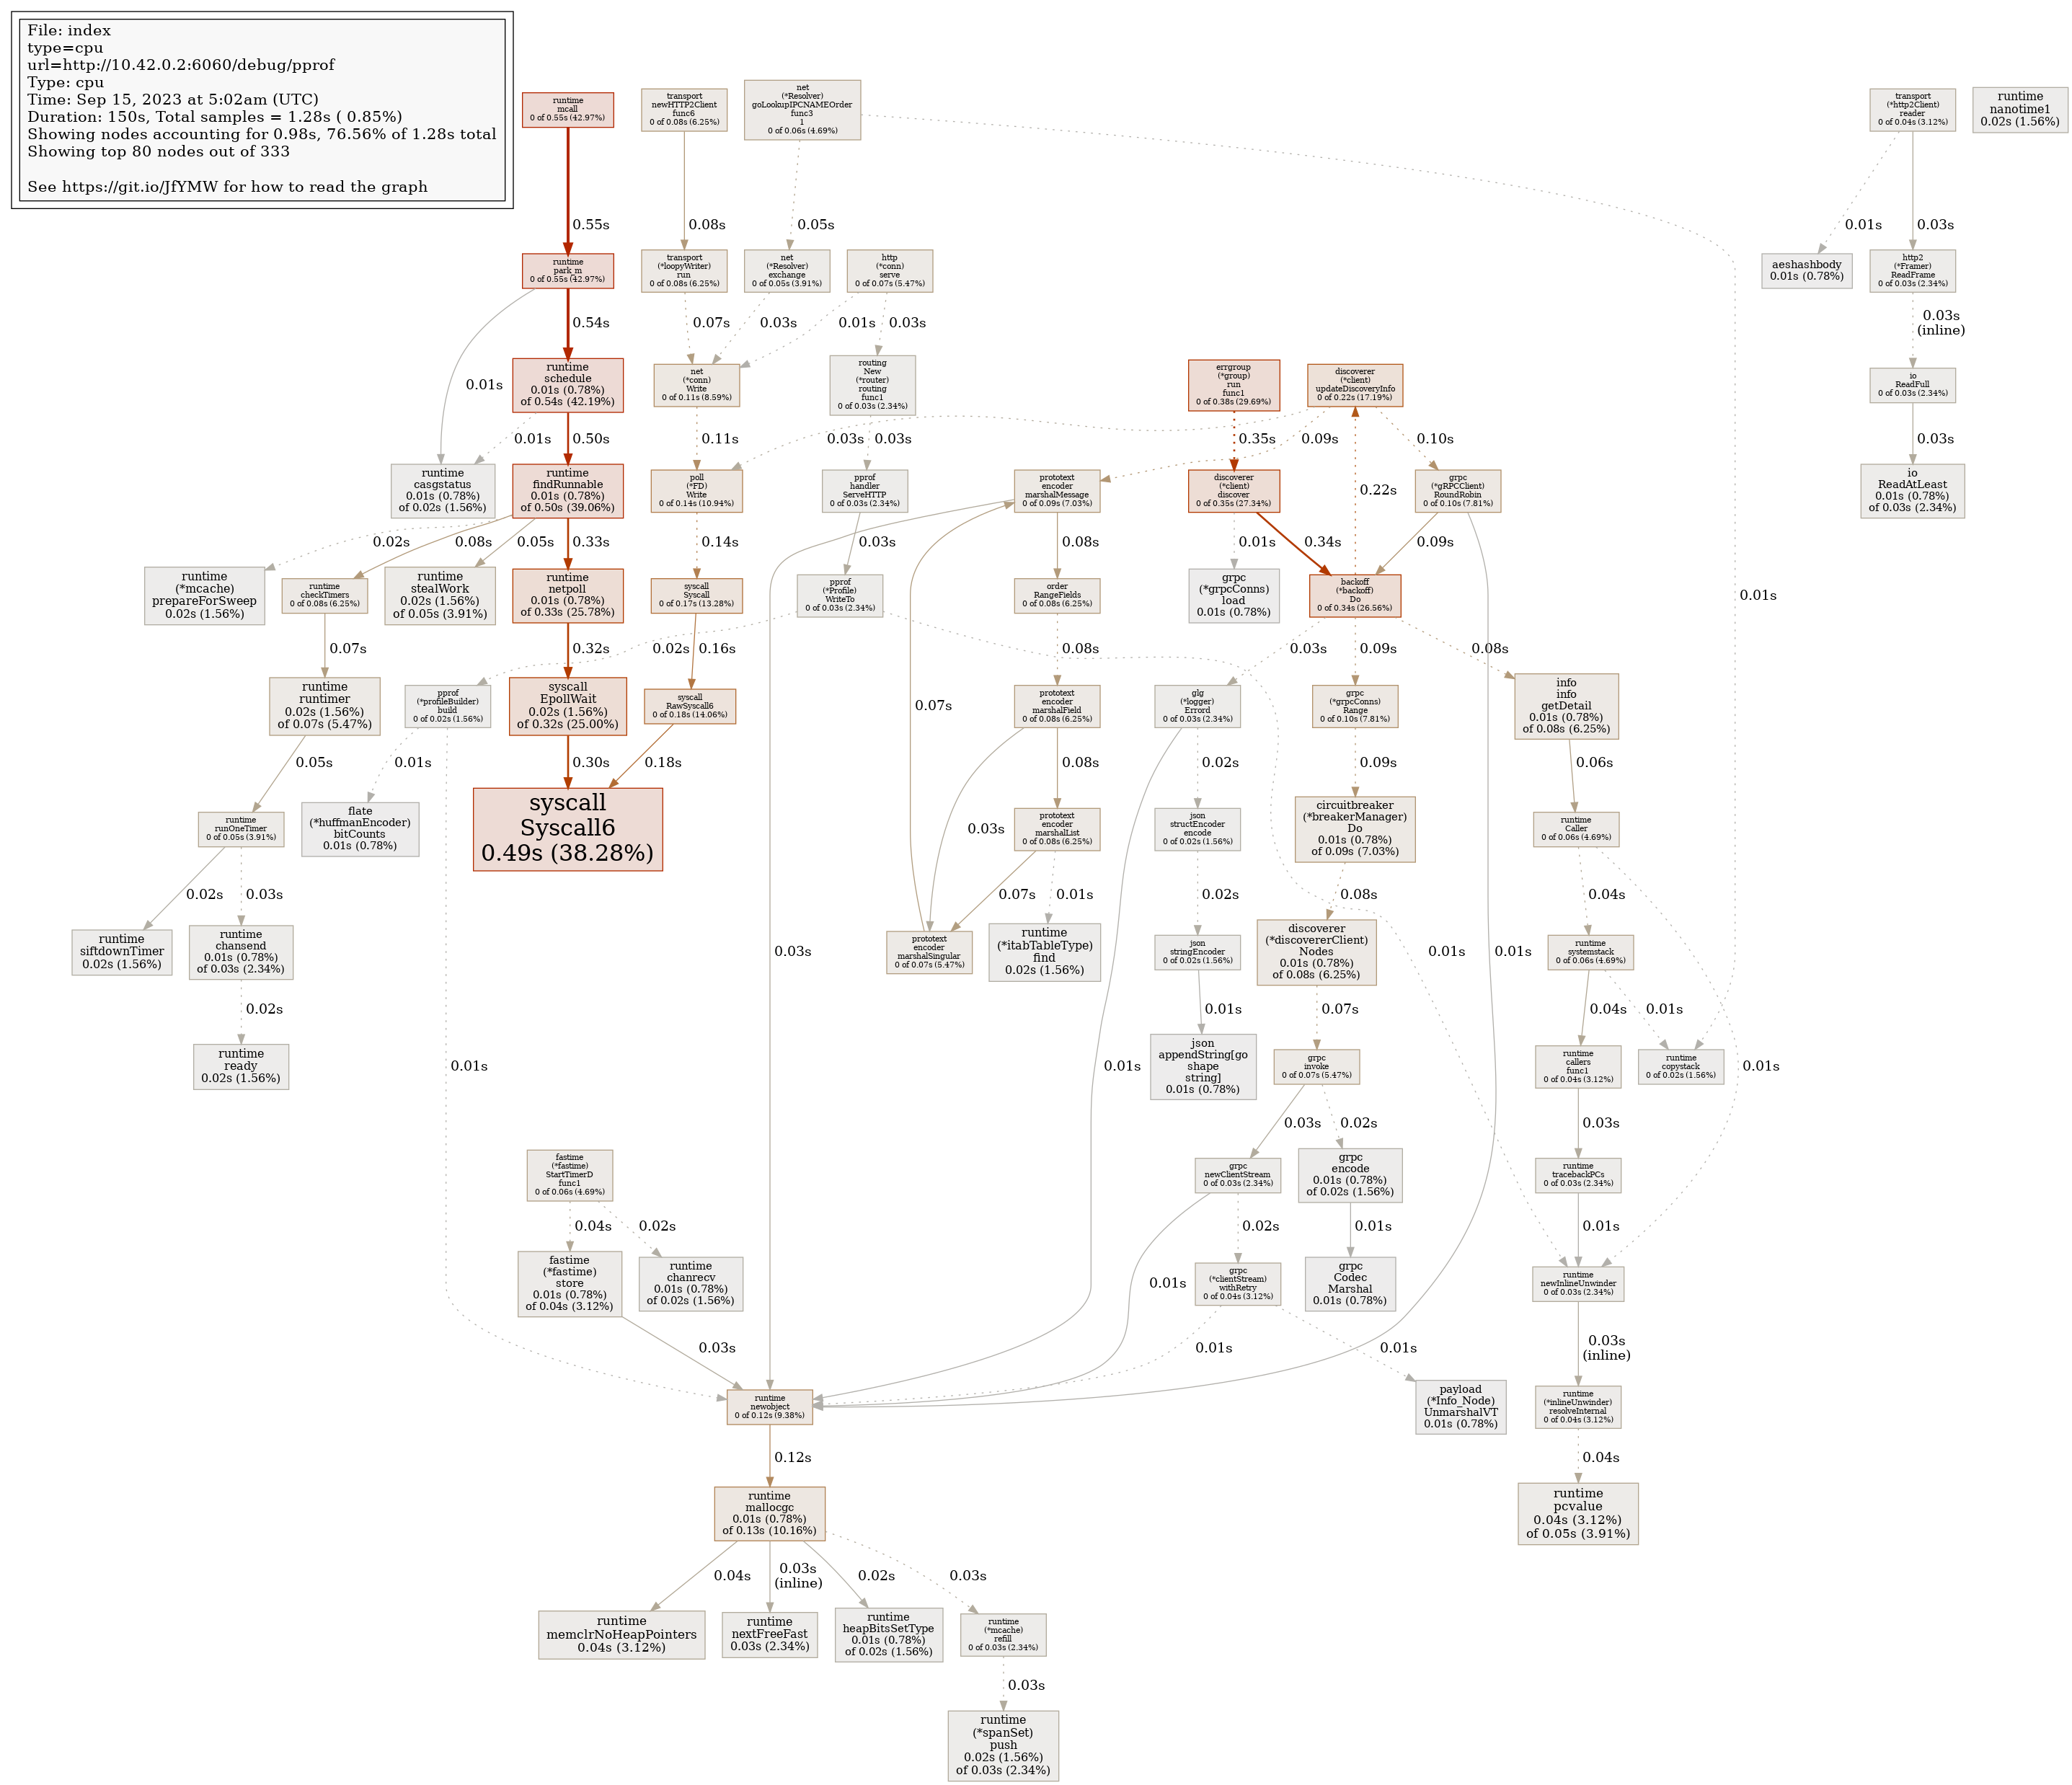 File: index
type=cpu
url=http://10.42.0.2:6060/debug/pprof
Type: cpu
Time: Sep 15, 2023 at 5:02am (UTC)
Duration: 150s, Total samples = 1.28s ( 0.85%)
Showing nodes accounting for 0.98s, 76.56% of 1.28s total
Showing top 80 nodes out of 333
See https://git.io/JfYMW for how to read the graph
runtime
mcall
0 of 0.55s (42.97%)
transport
newHTTP2Client
func6
0 of 0.08s (6.25%)
net
(*Resolver)
goLookupIPCNAMEOrder
func3
1
0 of 0.06s (4.69%)
transport
(*http2Client)
reader
0 of 0.04s (3.12%)
runtime
nanotime1
0.02s (1.56%)
0.55s
0.08s
0.05s
0.01s
0.03s
runtime
park_m
0 of 0.55s (42.97%)
transport
(*loopyWriter)
run
0 of 0.08s (6.25%)
net
(*Resolver)
exchange
0 of 0.05s (3.91%)
http
(*conn)
serve
0 of 0.07s (5.47%)
aeshashbody
0.01s (0.78%)
http2
(*Framer)
ReadFrame
0 of 0.03s (2.34%)
0.54s
0.07s
0.03s
0.01s
0.03s
0.03s
(inline)
0.01s
runtime
schedule
0.01s (0.78%)
of 0.54s (42.19%)
net
(*conn)
Write
0 of 0.11s (8.59%)
routing
New
(*router)
routing
func1
0 of 0.03s (2.34%)
errgroup
(*group)
run
func1
0 of 0.38s (29.69%)
discoverer
(*client)
updateDiscoveryInfo
0 of 0.22s (17.19%)
io
ReadFull
0 of 0.03s (2.34%)
0.01s
0.50s
0.11s
0.03s
0.03s
0.35s
0.09s
0.10s
0.03s
runtime
casgstatus
0.01s (0.78%)
of 0.02s (1.56%)
runtime
findRunnable
0.01s (0.78%)
of 0.50s (39.06%)
poll
(*FD)
Write
0 of 0.14s (10.94%)
pprof
handler
ServeHTTP
0 of 0.03s (2.34%)
prototext
encoder
marshalMessage
0 of 0.09s (7.03%)
discoverer
(*client)
discover
0 of 0.35s (27.34%)
0.22s
grpc
(*gRPCClient)
RoundRobin
0 of 0.10s (7.81%)
io
ReadAtLeast
0.01s (0.78%)
of 0.03s (2.34%)
0.02s
0.08s
0.05s
0.33s
0.14s
0.03s
0.08s
0.01s
0.34s
0.09s
runtime
(*mcache)
prepareForSweep
0.02s (1.56%)
runtime
checkTimers
0 of 0.08s (6.25%)
runtime
stealWork
0.02s (1.56%)
of 0.05s (3.91%)
runtime
netpoll
0.01s (0.78%)
of 0.33s (25.78%)
syscall
Syscall
0 of 0.17s (13.28%)
pprof
(*Profile)
WriteTo
0 of 0.03s (2.34%)
order
RangeFields
0 of 0.08s (6.25%)
grpc
(*grpcConns)
load
0.01s (0.78%)
backoff
(*backoff)
Do
0 of 0.34s (26.56%)
0.01s
0.07s
0.32s
0.02s
0.16s
0.08s
0.03s
0.09s
0.08s
runtime
runtimer
0.02s (1.56%)
of 0.07s (5.47%)
pprof
(*profileBuilder)
build
0 of 0.02s (1.56%)
syscall
EpollWait
0.02s (1.56%)
of 0.32s (25.00%)
syscall
RawSyscall6
0 of 0.18s (14.06%)
0.07s
prototext
encoder
marshalField
0 of 0.08s (6.25%)
glg
(*logger)
Errord
0 of 0.03s (2.34%)
grpc
(*grpcConns)
Range
0 of 0.10s (7.81%)
info
info
getDetail
0.01s (0.78%)
of 0.08s (6.25%)
0.05s
0.01s
0.30s
0.18s
0.08s
0.02s
0.09s
0.06s
runtime
runOneTimer
0 of 0.05s (3.91%)
flate
(*huffmanEncoder)
bitCounts
0.01s (0.78%)
syscall
Syscall6
0.49s (38.28%)
0.03s
prototext
encoder
marshalList
0 of 0.08s (6.25%)
json
structEncoder
encode
0 of 0.02s (1.56%)
circuitbreaker
(*breakerManager)
Do
0.01s (0.78%)
of 0.09s (7.03%)
runtime
Caller
0 of 0.06s (4.69%)
0.02s
0.03s
0.07s
0.01s
0.02s
0.08s
0.04s
runtime
siftdownTimer
0.02s (1.56%)
runtime
chansend
0.01s (0.78%)
of 0.03s (2.34%)
0.03s
prototext
encoder
marshalSingular
0 of 0.07s (5.47%)
runtime
(*itabTableType)
find
0.02s (1.56%)
json
stringEncoder
0 of 0.02s (1.56%)
discoverer
(*discovererClient)
Nodes
0.01s (0.78%)
of 0.08s (6.25%)
0.01s
0.01s
runtime
systemstack
0 of 0.06s (4.69%)
0.02s
0.01s
0.07s
0.04s
0.01s
runtime
ready
0.02s (1.56%)
0.01s
0.01s
json
appendString[go
shape
string]
0.01s (0.78%)
grpc
invoke
0 of 0.07s (5.47%)
runtime
callers
func1
0 of 0.04s (3.12%)
runtime
copystack
0 of 0.02s (1.56%)
0.01s
0.03s
0.02s
0.03s
fastime
(*fastime)
StartTimerD
func1
0 of 0.06s (4.69%)
grpc
newClientStream
0 of 0.03s (2.34%)
grpc
encode
0.01s (0.78%)
of 0.02s (1.56%)
runtime
tracebackPCs
0 of 0.03s (2.34%)
0.04s
0.02s
0.02s
0.01s
0.01s
fastime
(*fastime)
store
0.01s (0.78%)
of 0.04s (3.12%)
runtime
chanrecv
0.01s (0.78%)
of 0.02s (1.56%)
0.01s
grpc
(*clientStream)
withRetry
0 of 0.04s (3.12%)
grpc
Codec
Marshal
0.01s (0.78%)
runtime
newInlineUnwinder
0 of 0.03s (2.34%)
0.03s
0.01s
0.01s
0.03s
(inline)
runtime
newobject
0 of 0.12s (9.38%)
payload
(*Info_Node)
UnmarshalVT
0.01s (0.78%)
runtime
(*inlineUnwinder)
resolveInternal
0 of 0.04s (3.12%)
0.12s
0.04s
runtime
mallocgc
0.01s (0.78%)
of 0.13s (10.16%)
runtime
pcvalue
0.04s (3.12%)
of 0.05s (3.91%)
0.04s
0.03s
(inline)
0.02s
0.03s
runtime
memclrNoHeapPointers
0.04s (3.12%)
runtime
nextFreeFast
0.03s (2.34%)
runtime
heapBitsSetType
0.01s (0.78%)
of 0.02s (1.56%)
runtime
(*mcache)
refill
0 of 0.03s (2.34%)
0.03s
runtime
(*spanSet)
push
0.02s (1.56%)
of 0.03s (2.34%)